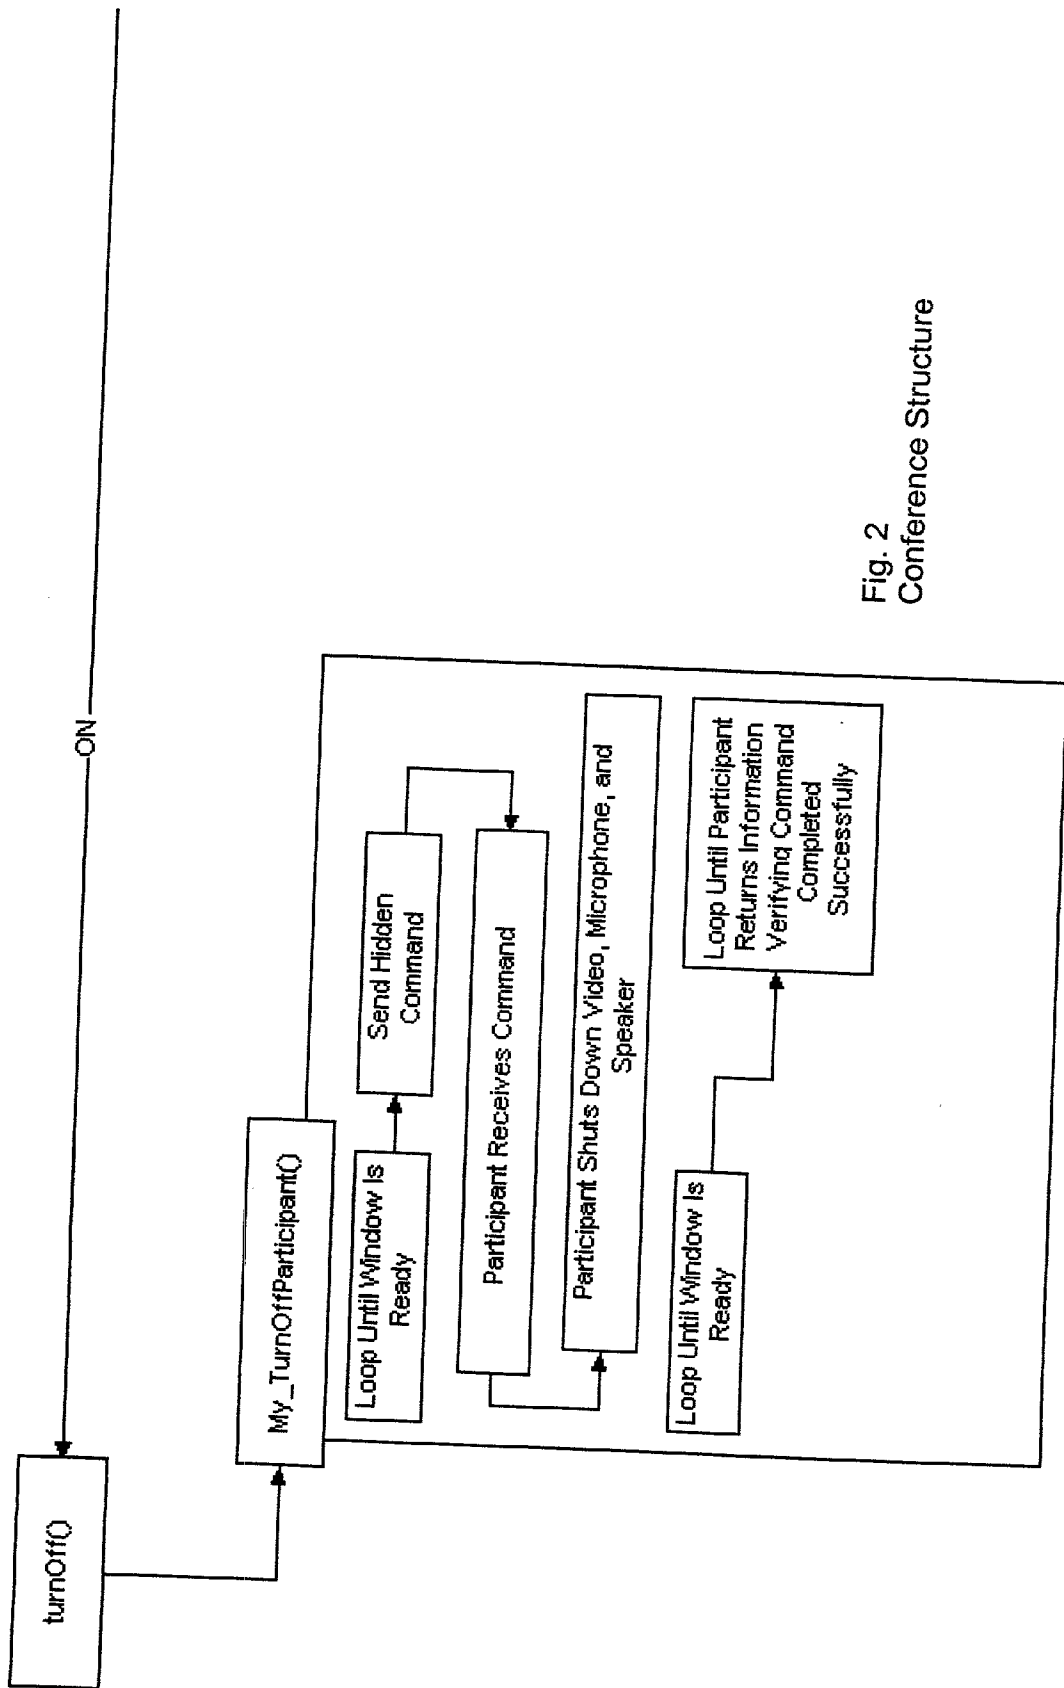 ON
turnOff()
My_TurnOffParticipant()
Loop Until Window Is
Ready
Send Hidden
Command
Participant Receives Command
Participant Shuts Down Video, Microphone, and
Speaker
Loop Until Window Is
Ready
Loop Until Participant
Returns Information
Verifying Command
Completed
Successfully
Fig. 2
Conference Structure